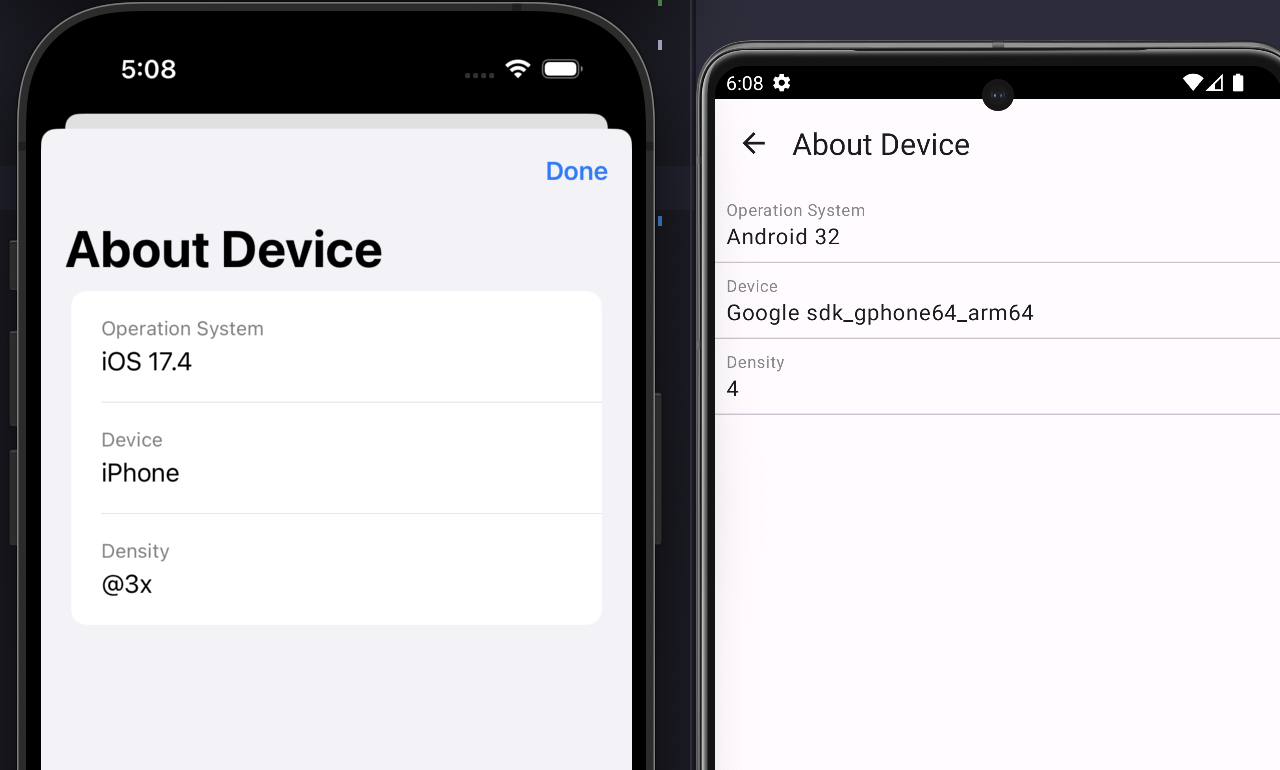 5:08
Done
About Device
Operation System
iOS 17.4
Device
iPhone
Density
@3x
6:08
About Device
Operation System
Android 32
Device
Google sdk_gphone64_arm64
Density
4